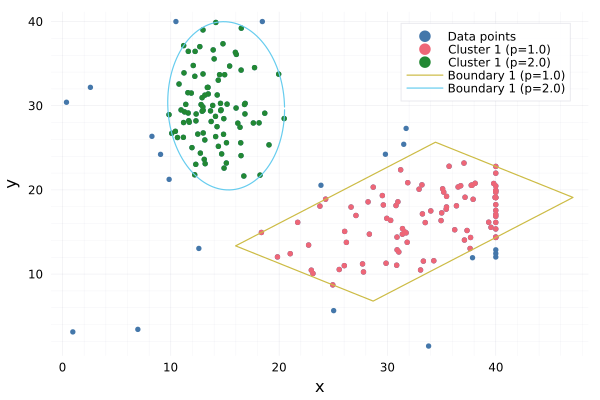 Data points
Cluster 1 (p=1.0)
Cluster 1 (p=2.0)
Boundary 1 (p=1.0)
Boundary 1 (p=2.0)
40
30
20
10
y
0 10 20 30 40
x